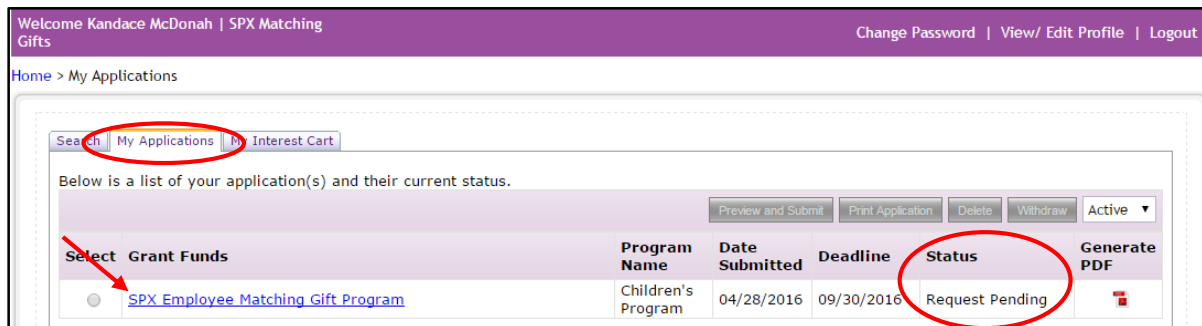 Welcome Kandace McDonah | SPX Matching
Gifts
Change Password | View/ Edit Profile | Logout
Home > My Applications
Search My Applications My Interest Cart
Below is a list of your application(s) and their current status.
Preview and Submit Print Application Delete Withdraw Active
Select Grant Funds Program Name Date Submitted Deadline Status Generate PDF
SPX Employee Matching Gift Program Children's Program 04/28/2016 09/30/2016 Request Pending